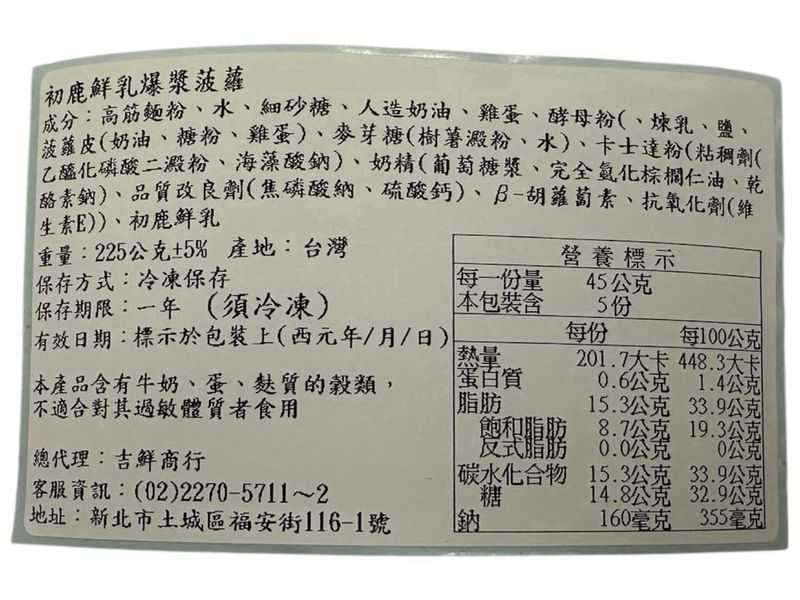 初鹿鮮乳爆漿菠蘿
成分：高筋麵粉、水、細砂糖、人造奶油、雞蛋、酵母粉(、煉乳、鹽、
菠蘿皮(奶油、糖粉、雞蛋)、麥芽糖(樹薯澱粉、水)、卡士達粉(粘稠劑(
乙醯化磷酸二澱粉、海藻酸鈉)、奶精(葡萄糖漿、完全氫化棕櫚仁油、乾
酪素鈉)、品質改良劑(焦磷酸納、硫酸鈣)、β-胡蘿蔔素、抗氧化劑(維
生素E))、初鹿鮮乳
重量：225公克±5% 產地：台灣
保存方式：冷凍保存
保存期限：一年 (須冷凍)
有效日期：標示於包裝上(西元年/月/日)
本產品含有牛奶、蛋、麩質的穀類，
不適合對其過敏體質者食用
總代理：吉鮮商行
客服資訊：(02)2270-5711～2
地址：新北市土城區福安街116-1號
營養標示
每一份量 45公克
本包裝含 5份
每份 每100公克
熱量 201.7大卡 448.3大卡
蛋白質 0.6公克 1.4公克
脂肪 15.3公克 33.9公克
飽和脂肪 8.7公克 19.3公克
反式脂肪 0.0公克 0公克
碳水化合物 15.3公克 33.9公克
糖 14.8公克 32.9公克
鈉 160毫克 355毫克